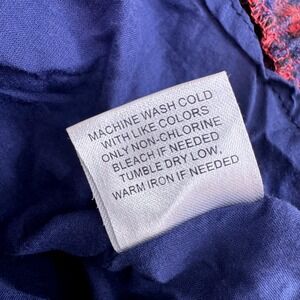 MACHINE WASH COLD
WITH LIKE COLORS
ONLY NON-CHLORINE
BLEACH IF NEEDED
TUMBLE DRY LOW,
WARM IRON IF NEEDED